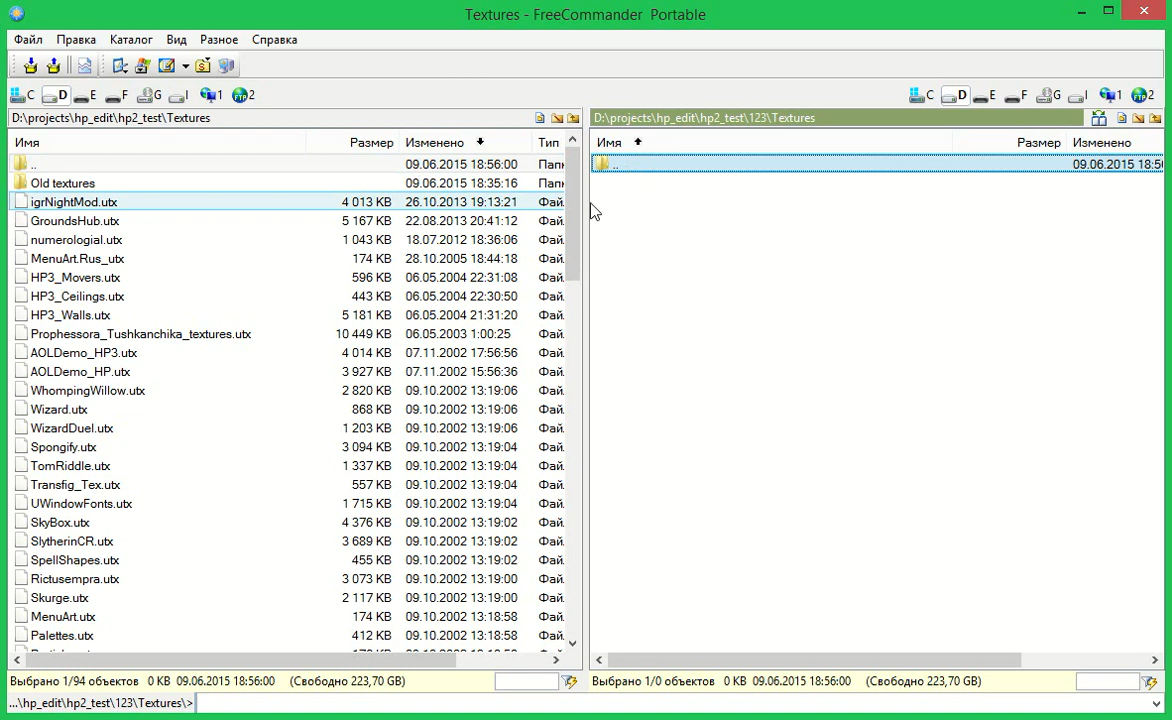 Textures - FreeCommander Portable
Файл Правка Каталог Вид Разное Справка
C D E F G I 1 2 C D E F G I 1 2
D:\projects\hp_edit\hp2_test\Textures D:\projects\hp_edit\hp2_test\123\Textures
Имя Размер Изменено Тип Имя Размер Изменено
.. 09.06.2015 18:56:00 Папк .. 09.06.2015 18:56
Old textures 09.06.2015 18:35:16 Папк
igrNightMod.utx 4 013 KB 26.10.2013 19:13:21 Фай.
GroundsHub.utx 5 167 KB 22.08.2013 20:41:12 Фай.
numerologial.utx 1 043 KB 18.07.2012 18:36:06 Фай.
MenuArt.Rus_utx 174 KB 28.10.2005 18:44:18 Фай.
HP3_Movers.utx 596 KB 06.05.2004 22:31:08 Фай.
HP3_Ceilings.utx 443 KB 06.05.2004 22:30:50 Фай.
HP3_Walls.utx 5 181 KB 06.05.2004 21:31:20 Фай.
Prophessora_Tushkanchika_textures.utx 10 449 KB 06.05.2003 1:00:25 Фай.
AOLDemo_HP3.utx 4 014 KB 07.11.2002 17:56:56 Фай.
AOLDemo_HP.utx 3 927 KB 07.11.2002 15:56:36 Фай.
WhompingWillow.utx 2 820 KB 09.10.2002 13:19:06 Фай.
Wizard.utx 868 KB 09.10.2002 13:19:06 Фай.
WizardDuel.utx 1 203 KB 09.10.2002 13:19:06 Фай.
Spongify.utx 3 094 KB 09.10.2002 13:19:04 Фай.
TomRiddle.utx 1 337 KB 09.10.2002 13:19:04 Фай.
Transfig_Tex.utx 557 KB 09.10.2002 13:19:04 Фай.
UWindowFonts.utx 1 715 KB 09.10.2002 13:19:04 Фай.
SkyBox.utx 4 376 KB 09.10.2002 13:19:02 Фай.
SlytherinCR.utx 3 689 KB 09.10.2002 13:19:02 Фай.
SpellShapes.utx 455 KB 09.10.2002 13:19:02 Фай.
Rictusempra.utx 3 073 KB 09.10.2002 13:19:00 Фай.
Skurge.utx 2 117 KB 09.10.2002 13:19:00 Фай.
MenuArt.utx 174 KB 09.10.2002 13:18:58 Фай.
Palettes.utx 412 KB 09.10.2002 13:18:58 Фай.
Выбрано 1/94 объектов 0 KB 09.06.2015 18:56:00 (Свободно 223,70 GB) Выбрано 1/0 объектов 0 KB 09.06.2015 18:56:00 (Свободно 223,70 GB)
...\hp_edit\hp2_test\123\Textures\>